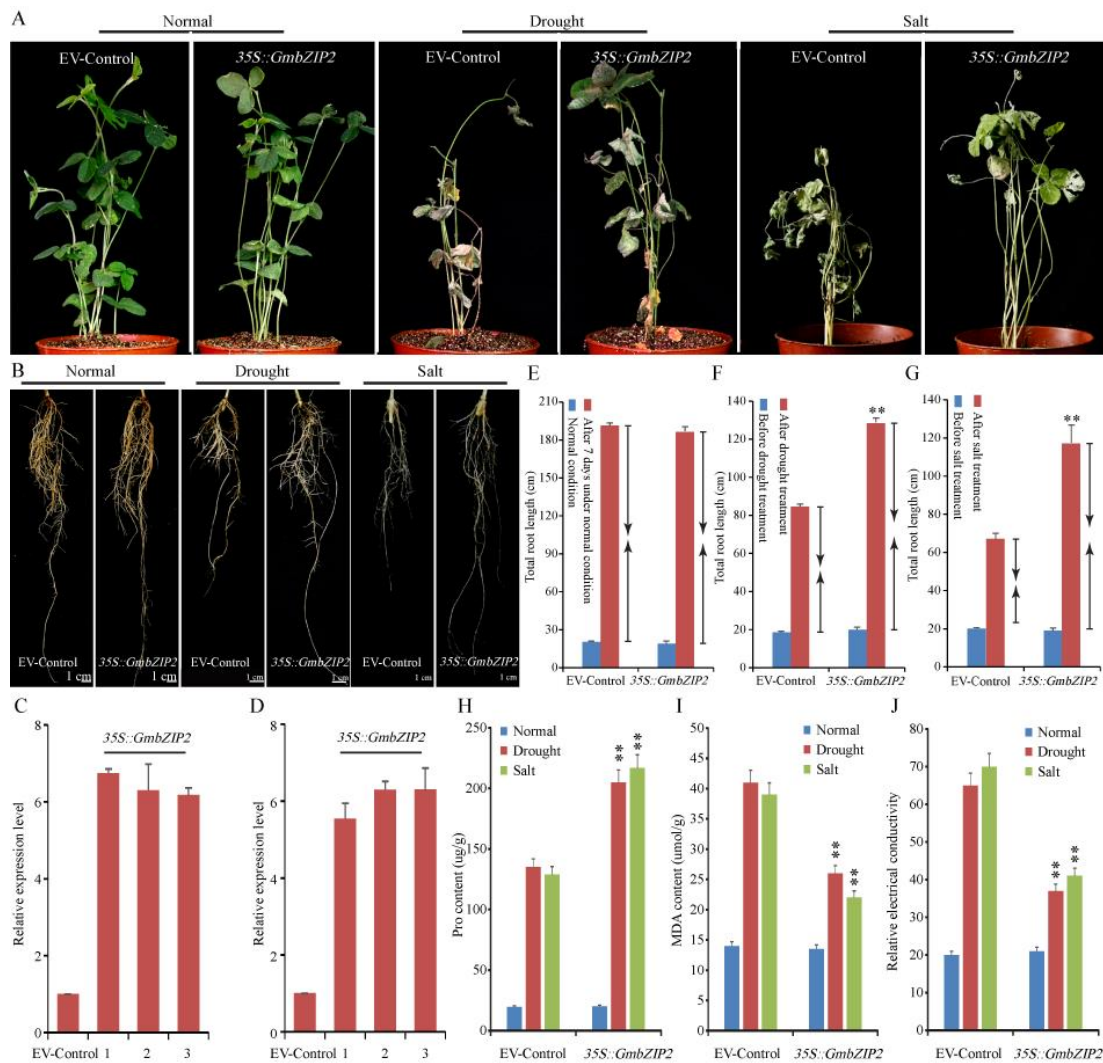 A
Normal
Drought
Salt
EV-Control
35S::GmbZIP2
EV-Control
35S::GmbZIP2
EV-Control
35S::GmbZIP2
B
Normal
Drought
Salt
EV-Control
1 cm
35S::GmbZIP2
1 cm
EV-Control
1 cm
35S::GmbZIP2
1 cm
EV-Control
1 cm
35S::GmbZIP2
1 cm
E
Total root length (cm)
210
180
150
120
90
60
30
0
After 7 days under normal condition
Normal condition
EV-Control
35S::GmbZIP2
F
Total root length (cm)
140
120
100
80
60
40
20
0
After drought treatment
Before drought treatment
**
EV-Control
35S::GmbZIP2
G
Total root length (cm)
140
120
100
80
60
40
20
0
After salt treatment
Before salt treatment
**
EV-Control
35S::GmbZIP2
C
Relative expression level
8
6
4
2
0
35S::GmbZIP2
EV-Control 1 2 3
D
Relative expression level
8
6
4
2
0
35S::GmbZIP2
EV-Control 1 2 3
H
Pro content (ug/g)
250
200
150
100
50
0
Normal
Drought
Salt
**
**
EV-Control
35S::GmbZIP2
I
MDA content (umol/g)
50
45
40
35
30
25
20
15
10
5
0
Normal
Drought
Salt
**
**
EV-Control
35S::GmbZIP2
J
Relative electrical conductivity
80
70
60
50
40
30
20
10
0
Normal
Drought
Salt
**
**
EV-Control
35S::GmbZIP2